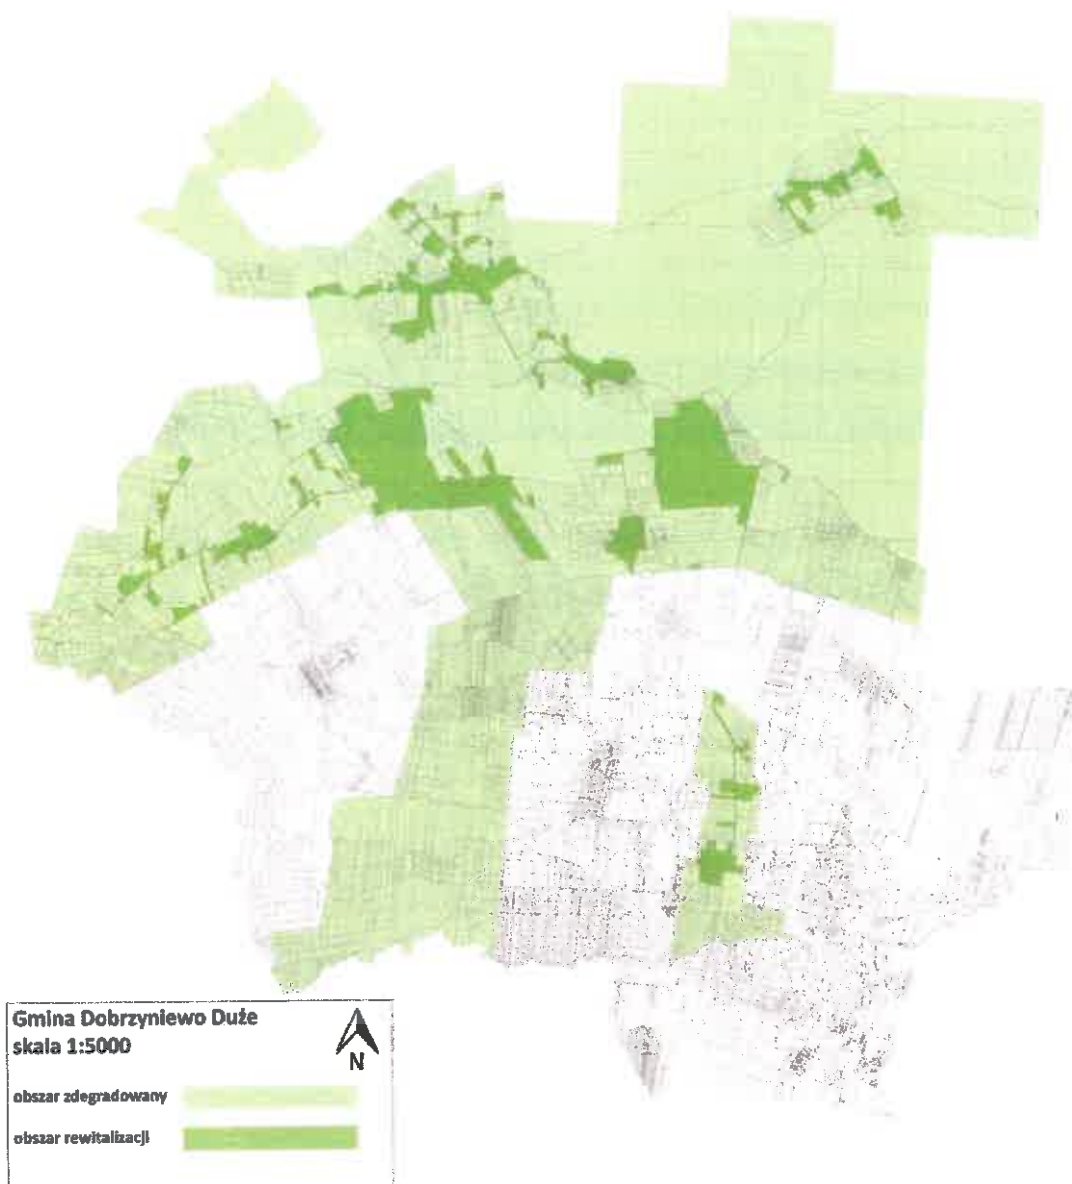 Gmina Dobrzyniewo Duże
skala 1:5000
N
obszar zdegradowany
obszar rewitalizacji